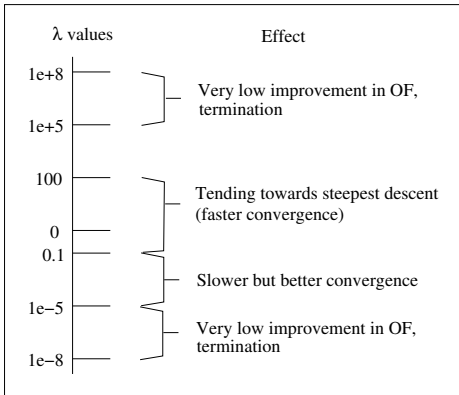 λ values Effect
1e+8
Very low improvement in OF,
termination
1e+5
100
Tending towards steepest descent
(faster convergence)
0
0.1
Slower but better convergence
1e−5
Very low improvement in OF,
termination
1e−8